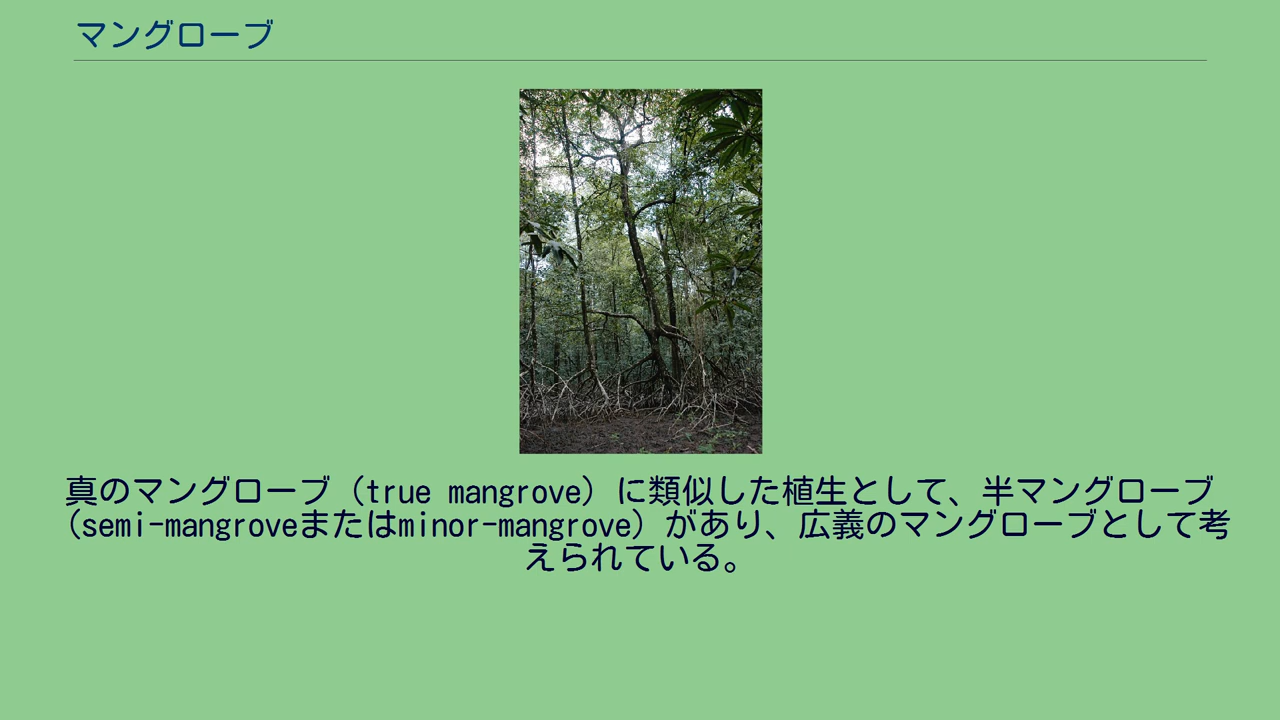 マングローブ
真のマングローブ（true mangrove）に類似した植生として、半マングローブ
（semi-mangroveまたはminor-mangrove）があり、広義のマングローブとして考
えられている。